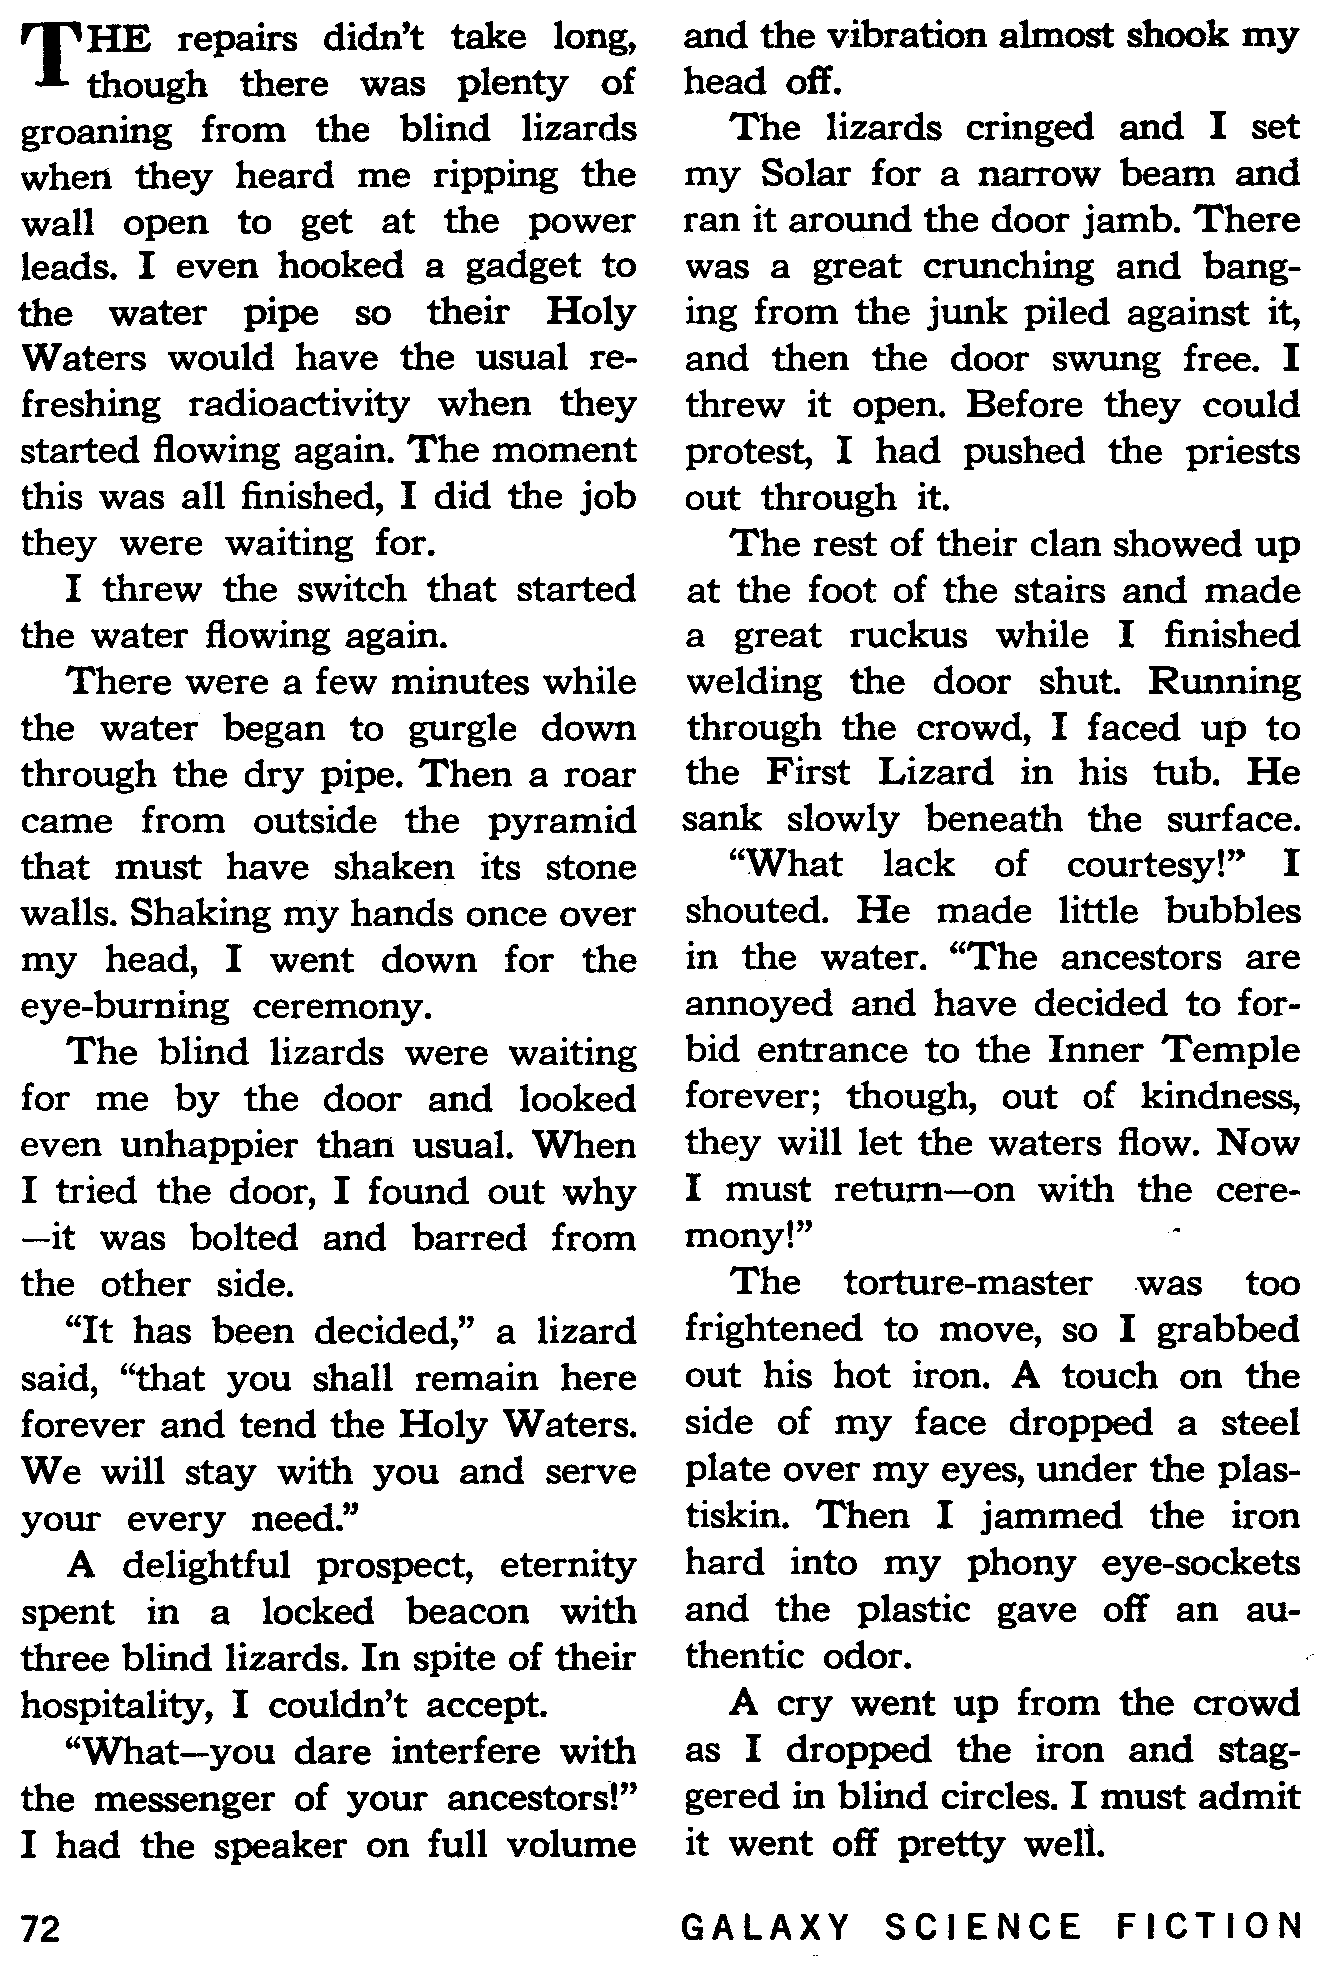 THE repairs didn't take long,
though there was plenty of
groaning from the blind lizards
when they heard me ripping the
wall open to get at the power
leads. I even hooked a gadget to
the water pipe so their Holy
Waters would have the usual re-
freshing radioactivity when they
started flowing again. The moment
this was all finished, I did the job
they were waiting for.
I threw the switch that started
the water flowing again.
There were a few minutes while
the water began to gurgle down
through the dry pipe. Then a roar
came from outside the pyramid
that must have shaken its stone
walls. Shaking my hands once over
my head, I went down for the
eye-burning ceremony.
The blind lizards were waiting
for me by the door and looked
even unhappier than usual. When
I tried the door, I found out why
—it was bolted and barred from
the other side.
“It has been decided,” a lizard
said, “that you shall remain here
forever and tend the Holy Waters.
We will stay with you and serve
your every need.”
A delightful prospect, eternity
spent in a locked beacon with
three blind lizards. In spite of their
hospitality, I couldn't accept.
“What—you dare interfere with
the messenger of your ancestors!”
I had the speaker on full volume
and the vibration almost shook my
head off.
The lizards cringed and I set
my Solar for a narrow beam and
ran it around the door jamb. There
was a great crunching and bang-
ing from the junk piled against it,
and then the door swung free. I
threw it open. Before they could
protest, I had pushed the priests
out through it.
The rest of their clan showed up
at the foot of the stairs and made
a great ruckus while I finished
welding the door shut. Running
through the crowd, I faced up to
the First Lizard in his tub. He
sank slowly beneath the surface.
“What lack of courtesy!” I
shouted. He made little bubbles
in the water. “The ancestors are
annoyed and have decided to for-
bid entrance to the Inner Temple
forever; though, out of kindness,
they will let the waters flow. Now
I must return—on with the cere-
mony!”
The torture-master was too
frightened to move, so I grabbed
out his hot iron. A touch on the
side of my face dropped a steel
plate over my eyes, under the plas-
tiskin. Then I jammed the iron
hard into my phony eye-sockets
and the plastic gave off an au-
thentic odor.
A cry went up from the crowd
as I dropped the iron and stag-
gered in blind circles. I must admit
it went off pretty well.
72
GALAXY SCIENCE FICTION